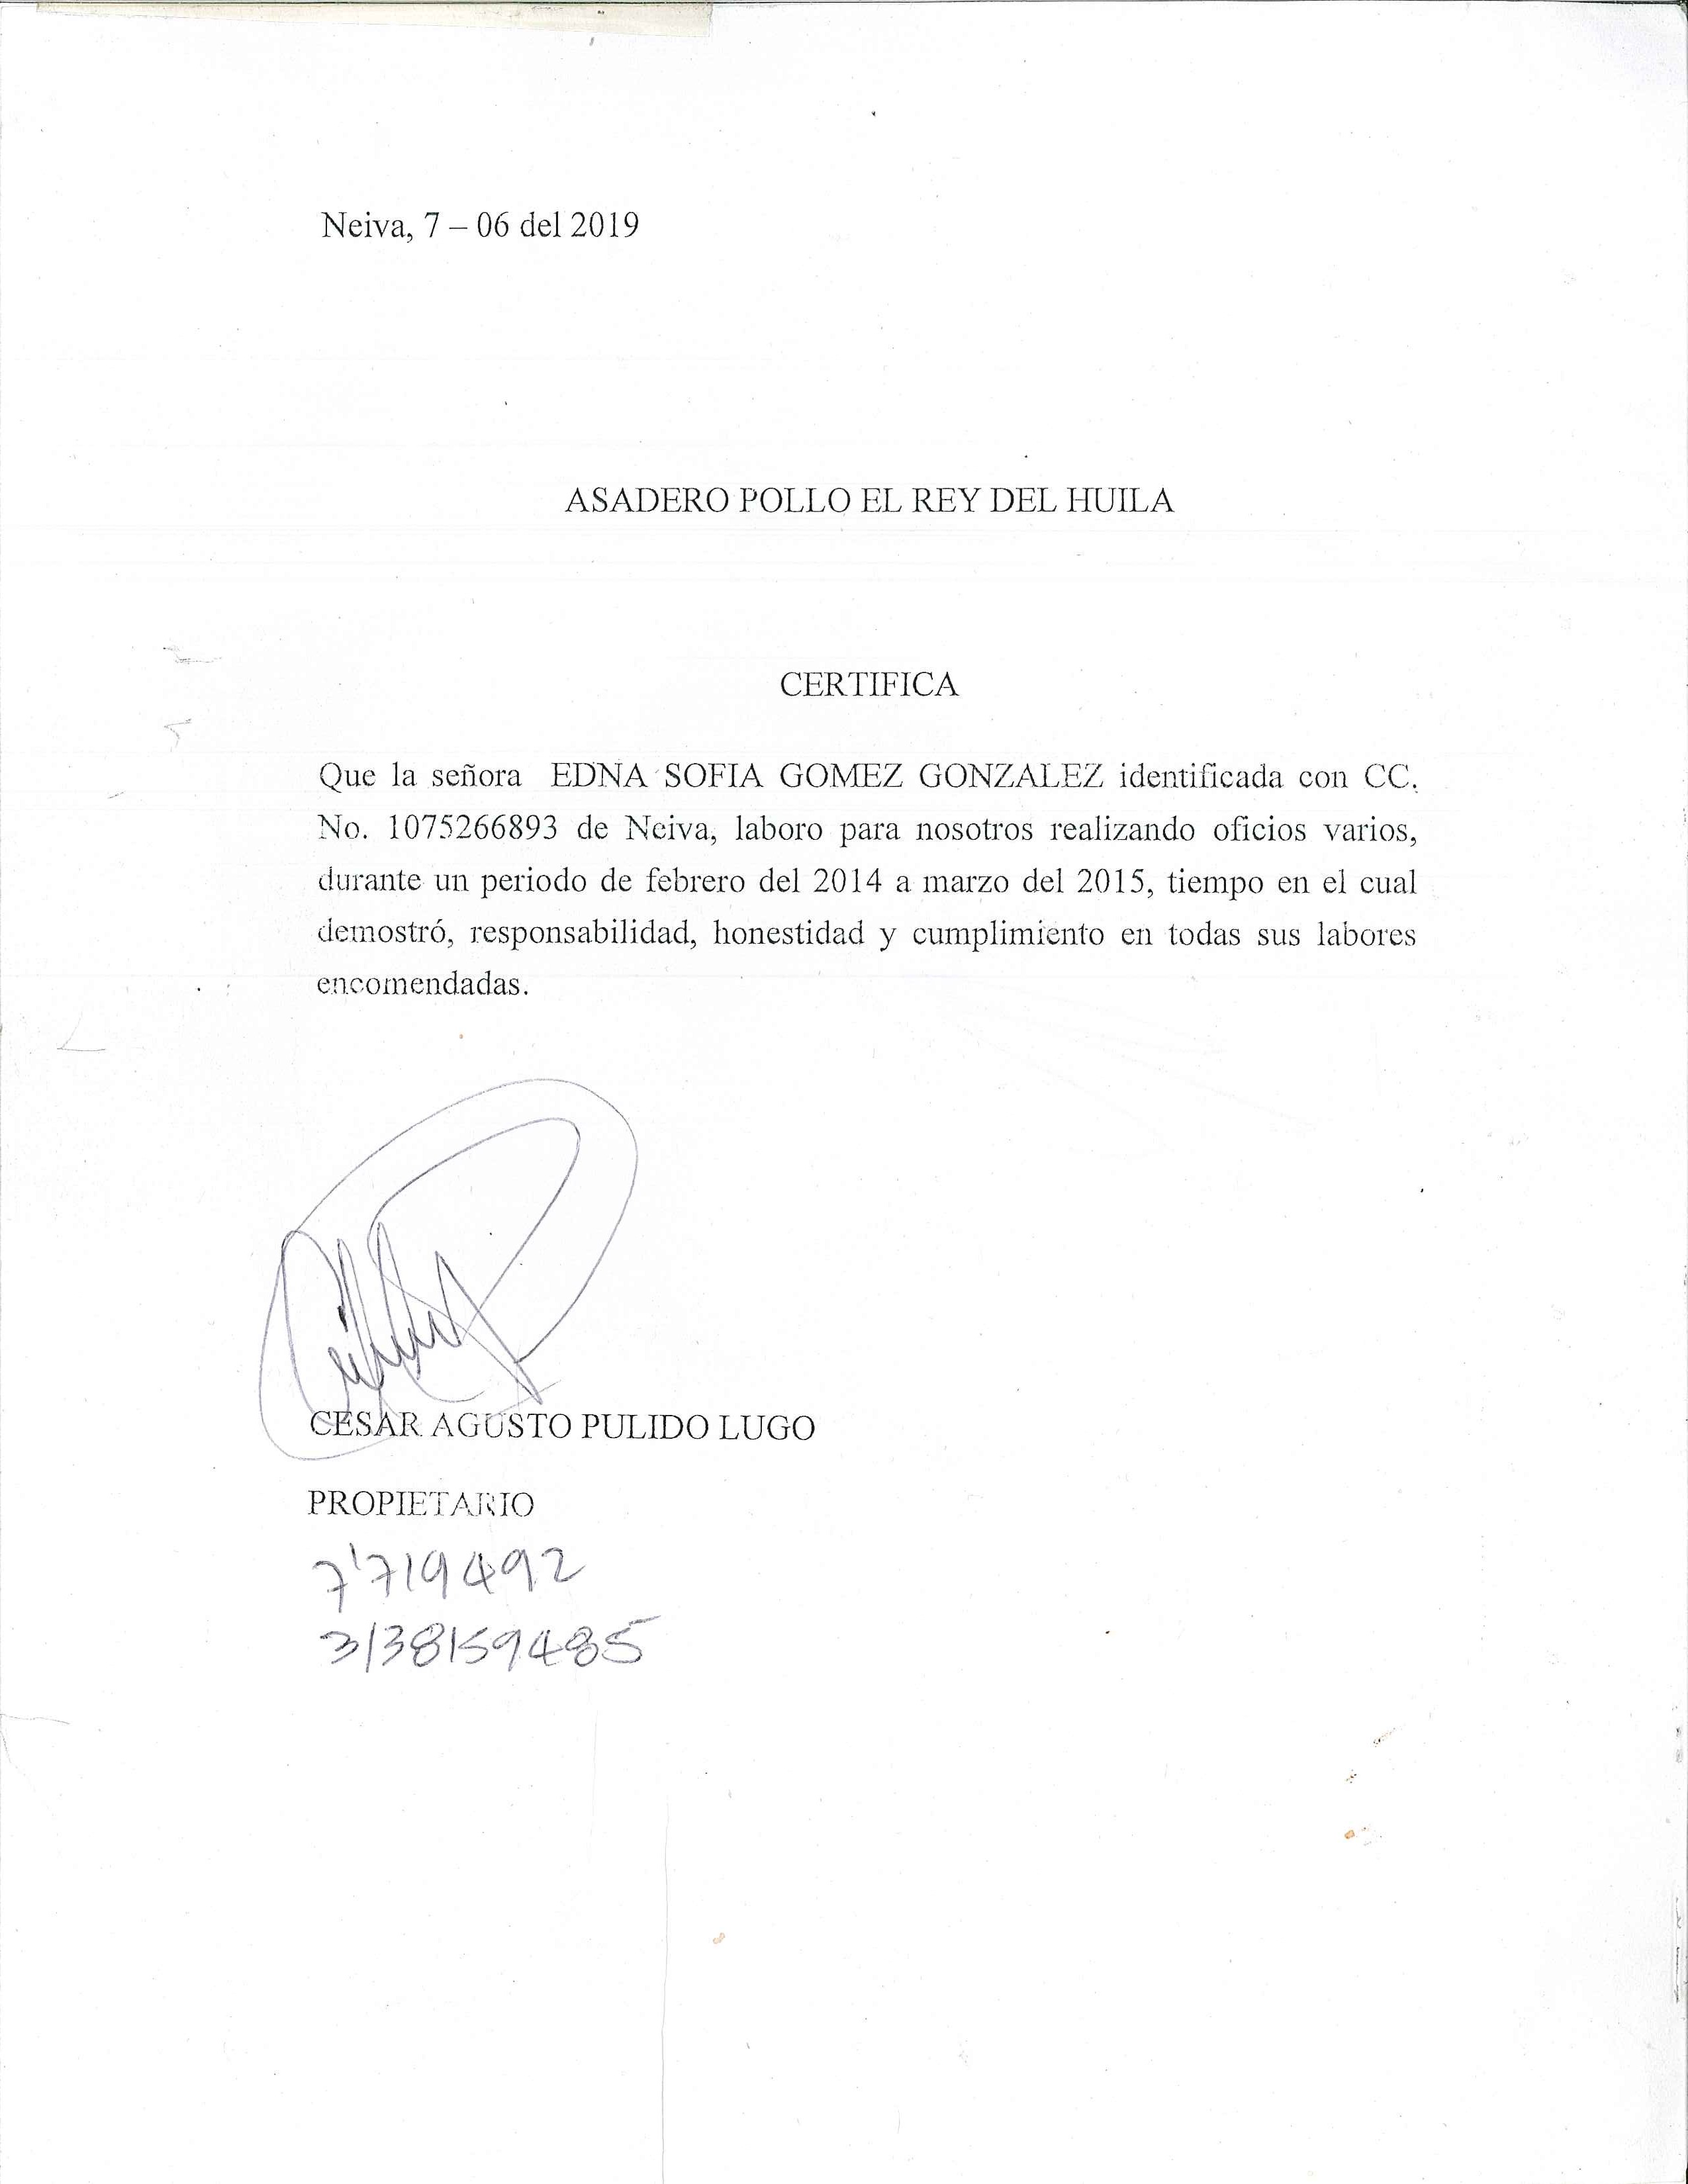 Neiva, 7 – 06 del 2019
ASADERO POLLO EL REY DEL HUILA
CERTIFICA
Que la señora EDNA SOFIA GOMEZ GONZALEZ identificada con CC.
No. 1075266893 de Neiva, laboro para nosotros realizando oficios varios,
durante un periodo de febrero del 2014 a marzo del 2015, tiempo en el cual
demostró, responsabilidad, honestidad y cumplimiento en todas sus labores
encomendadas.
CESAR AGUSTO PULIDO LUGO
PROPIETARIO
7'719492
3138159485